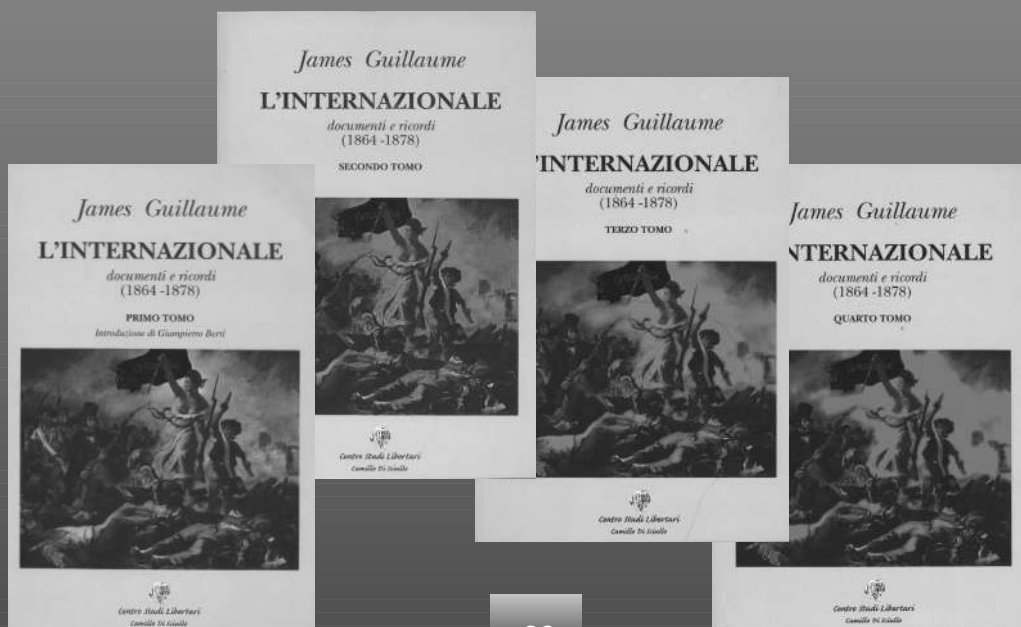 James Guillaume
L'INTERNAZIONALE
documenti e ricordi
(1864 -1878)
PRIMO TOMO
Introduzione di Giampietro Berti
Centro Studi Libertari
Camillo Di Sciullo
James Guillaume
L'INTERNAZIONALE
documenti e ricordi
(1864 -1878)
SECONDO TOMO
Centro Studi Libertari
Camillo Di Sciullo
James Guillaume
'INTERNAZIONALE
documenti e ricordi
(1864 -1878)
TERZO TOMO
Centro Studi Libertari
Camillo Di Sciullo
James Guillaume
NTERNAZIONALE
documenti e ricordi
(1864 -1878)
QUARTO TOMO
Centro Studi Libertari
Camillo Di Sciullo